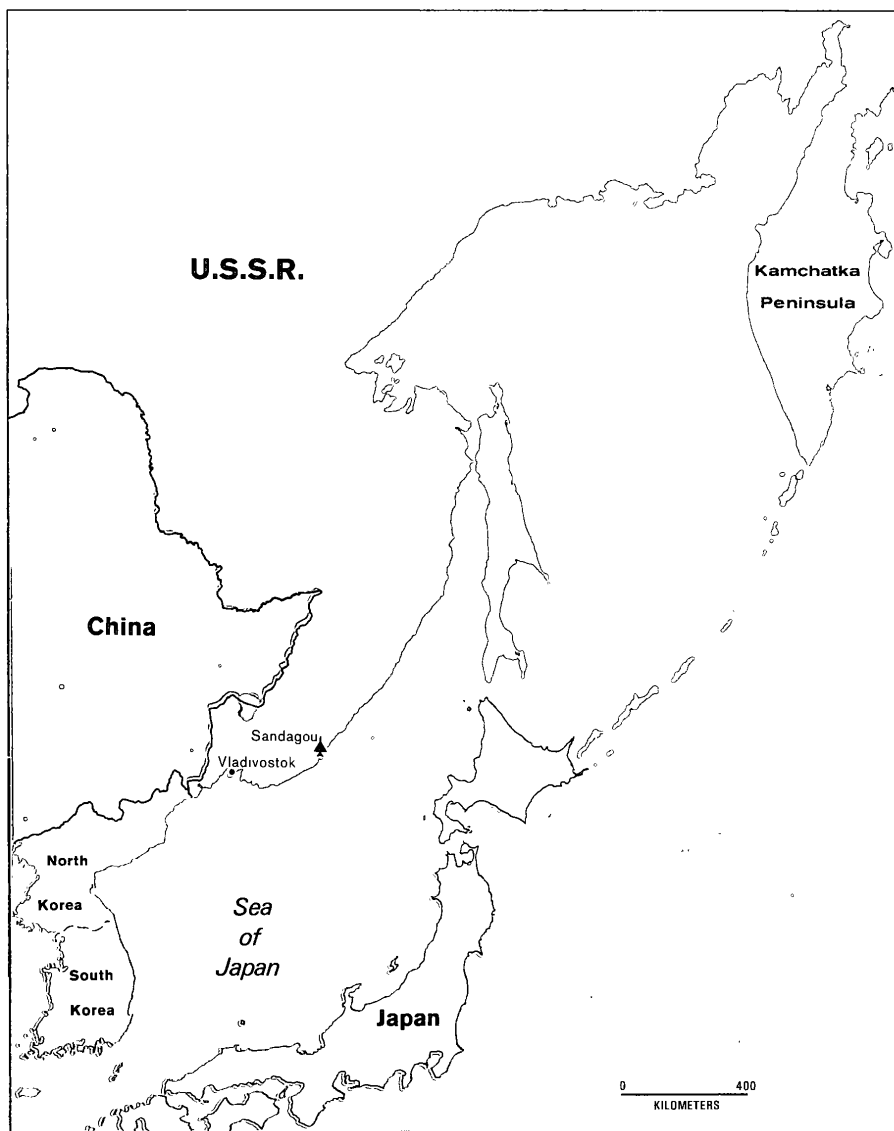 U.S.S.R.
Kamchatka
Peninsula
China
Sandagou
Vladivostok
North
Korea
Sea
of
Japan
South
Korea
Japan
0 400
KILOMETERS